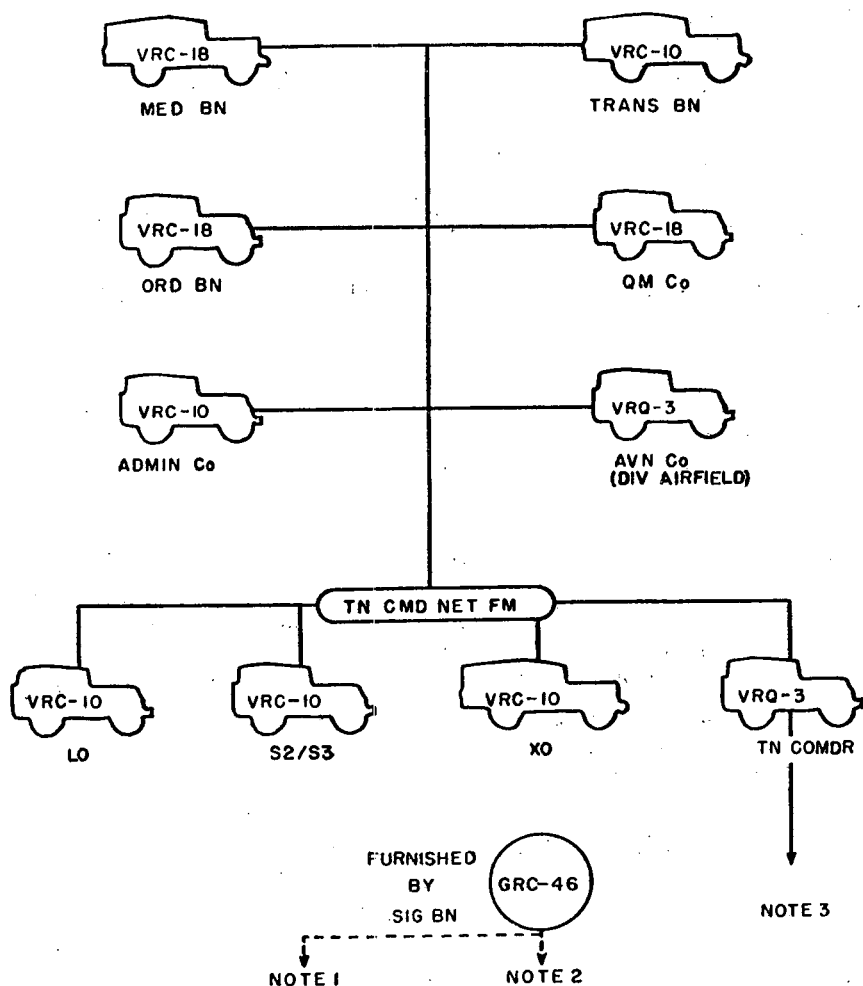 VRC-18
VRC-10
MED BN
TRANS BN
VRC-18
VRC-18
ORD BN
QM Co
VRC-10
VRQ-3
ADMIN Co
AVN Co
(DIV AIRFIELD)
TN CMD NET FM
VRC-10
VRC-10
VRC-10
VRQ-3
LO
S2/S3
XO
TN COMDR
FURNISHED
BY
SIG BN
GRC-46
NOTE 3
NOTE 1
NOTE 2